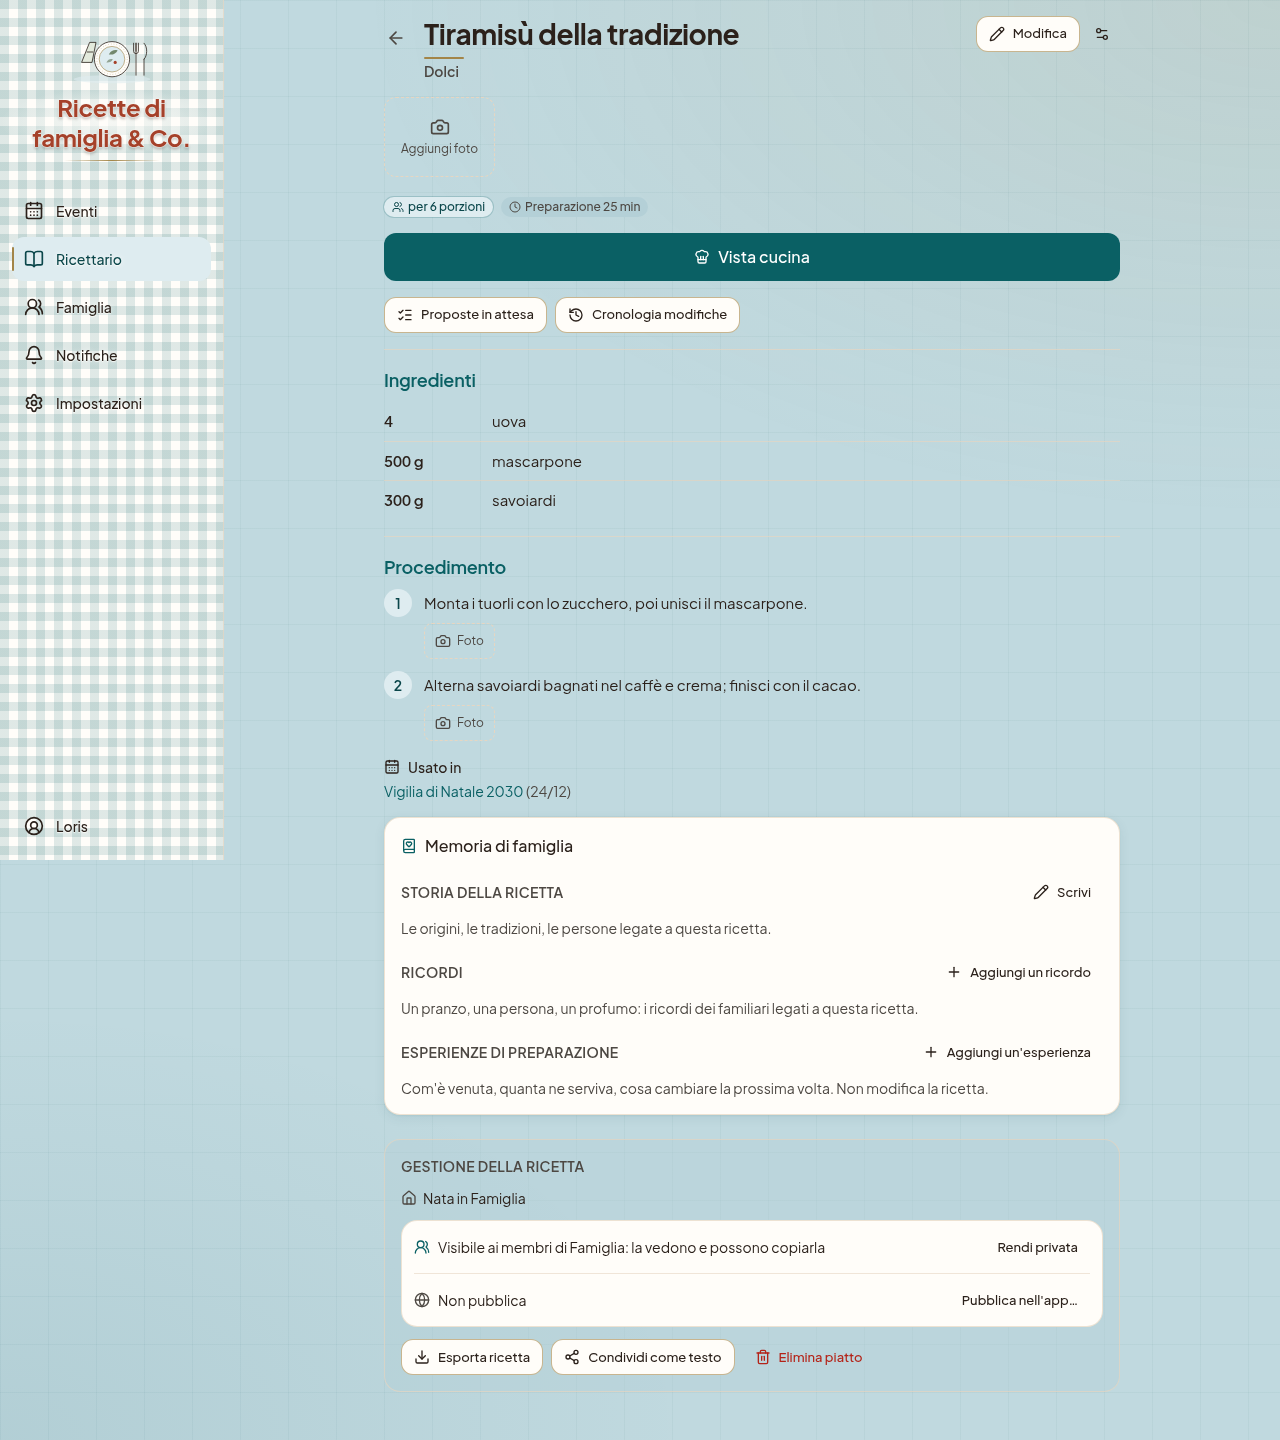 Ricette di
famiglia & Co.
Eventi
Ricettario
Famiglia
Notifiche
Impostazioni
Loris
Tiramisù della tradizione
Dolci
Modifica
Aggiungi foto
per 6 porzioni
Preparazione 25 min
Vista cucina
Proposte in attesa
Cronologia modifiche
Ingredienti
4 uova
500 g mascarpone
300 g savoiardi
Procedimento
1 Monta i tuorli con lo zucchero, poi unisci il mascarpone.
Foto
2 Alterna savoiardi bagnati nel caffè e crema; finisci con il cacao.
Foto
Usato in
Vigilia di Natale 2030 (24/12)
Memoria di famiglia
STORIA DELLA RICETTA
Scrivi
Le origini, le tradizioni, le persone legate a questa ricetta.
RICORDI
Aggiungi un ricordo
Un pranzo, una persona, un profumo: i ricordi dei familiari legati a questa ricetta.
ESPERIENZE DI PREPARAZIONE
Aggiungi un'esperienza
Com'è venuta, quanta ne serviva, cosa cambiare la prossima volta. Non modifica la ricetta.
GESTIONE DELLA RICETTA
Nata in Famiglia
Visibile ai membri di Famiglia: la vedono e possono copiarla
Rendi privata
Non pubblica
Pubblica nell'app…
Esporta ricetta
Condividi come testo
Elimina piatto